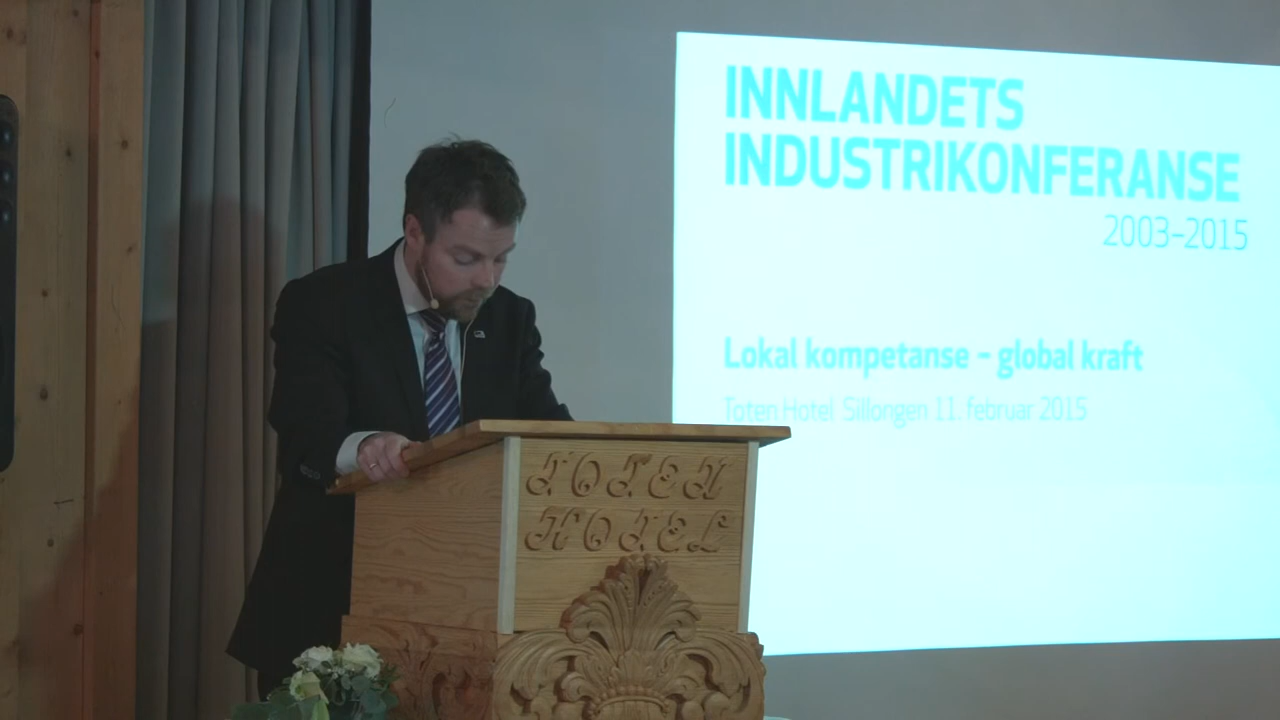 INNLANDETS
INDUSTRIKONFERANSE
2003–2015
Lokal kompetanse – global kraft
Toten Hotel Sillongen 11. februar 2015
TOTEN
HOTEL